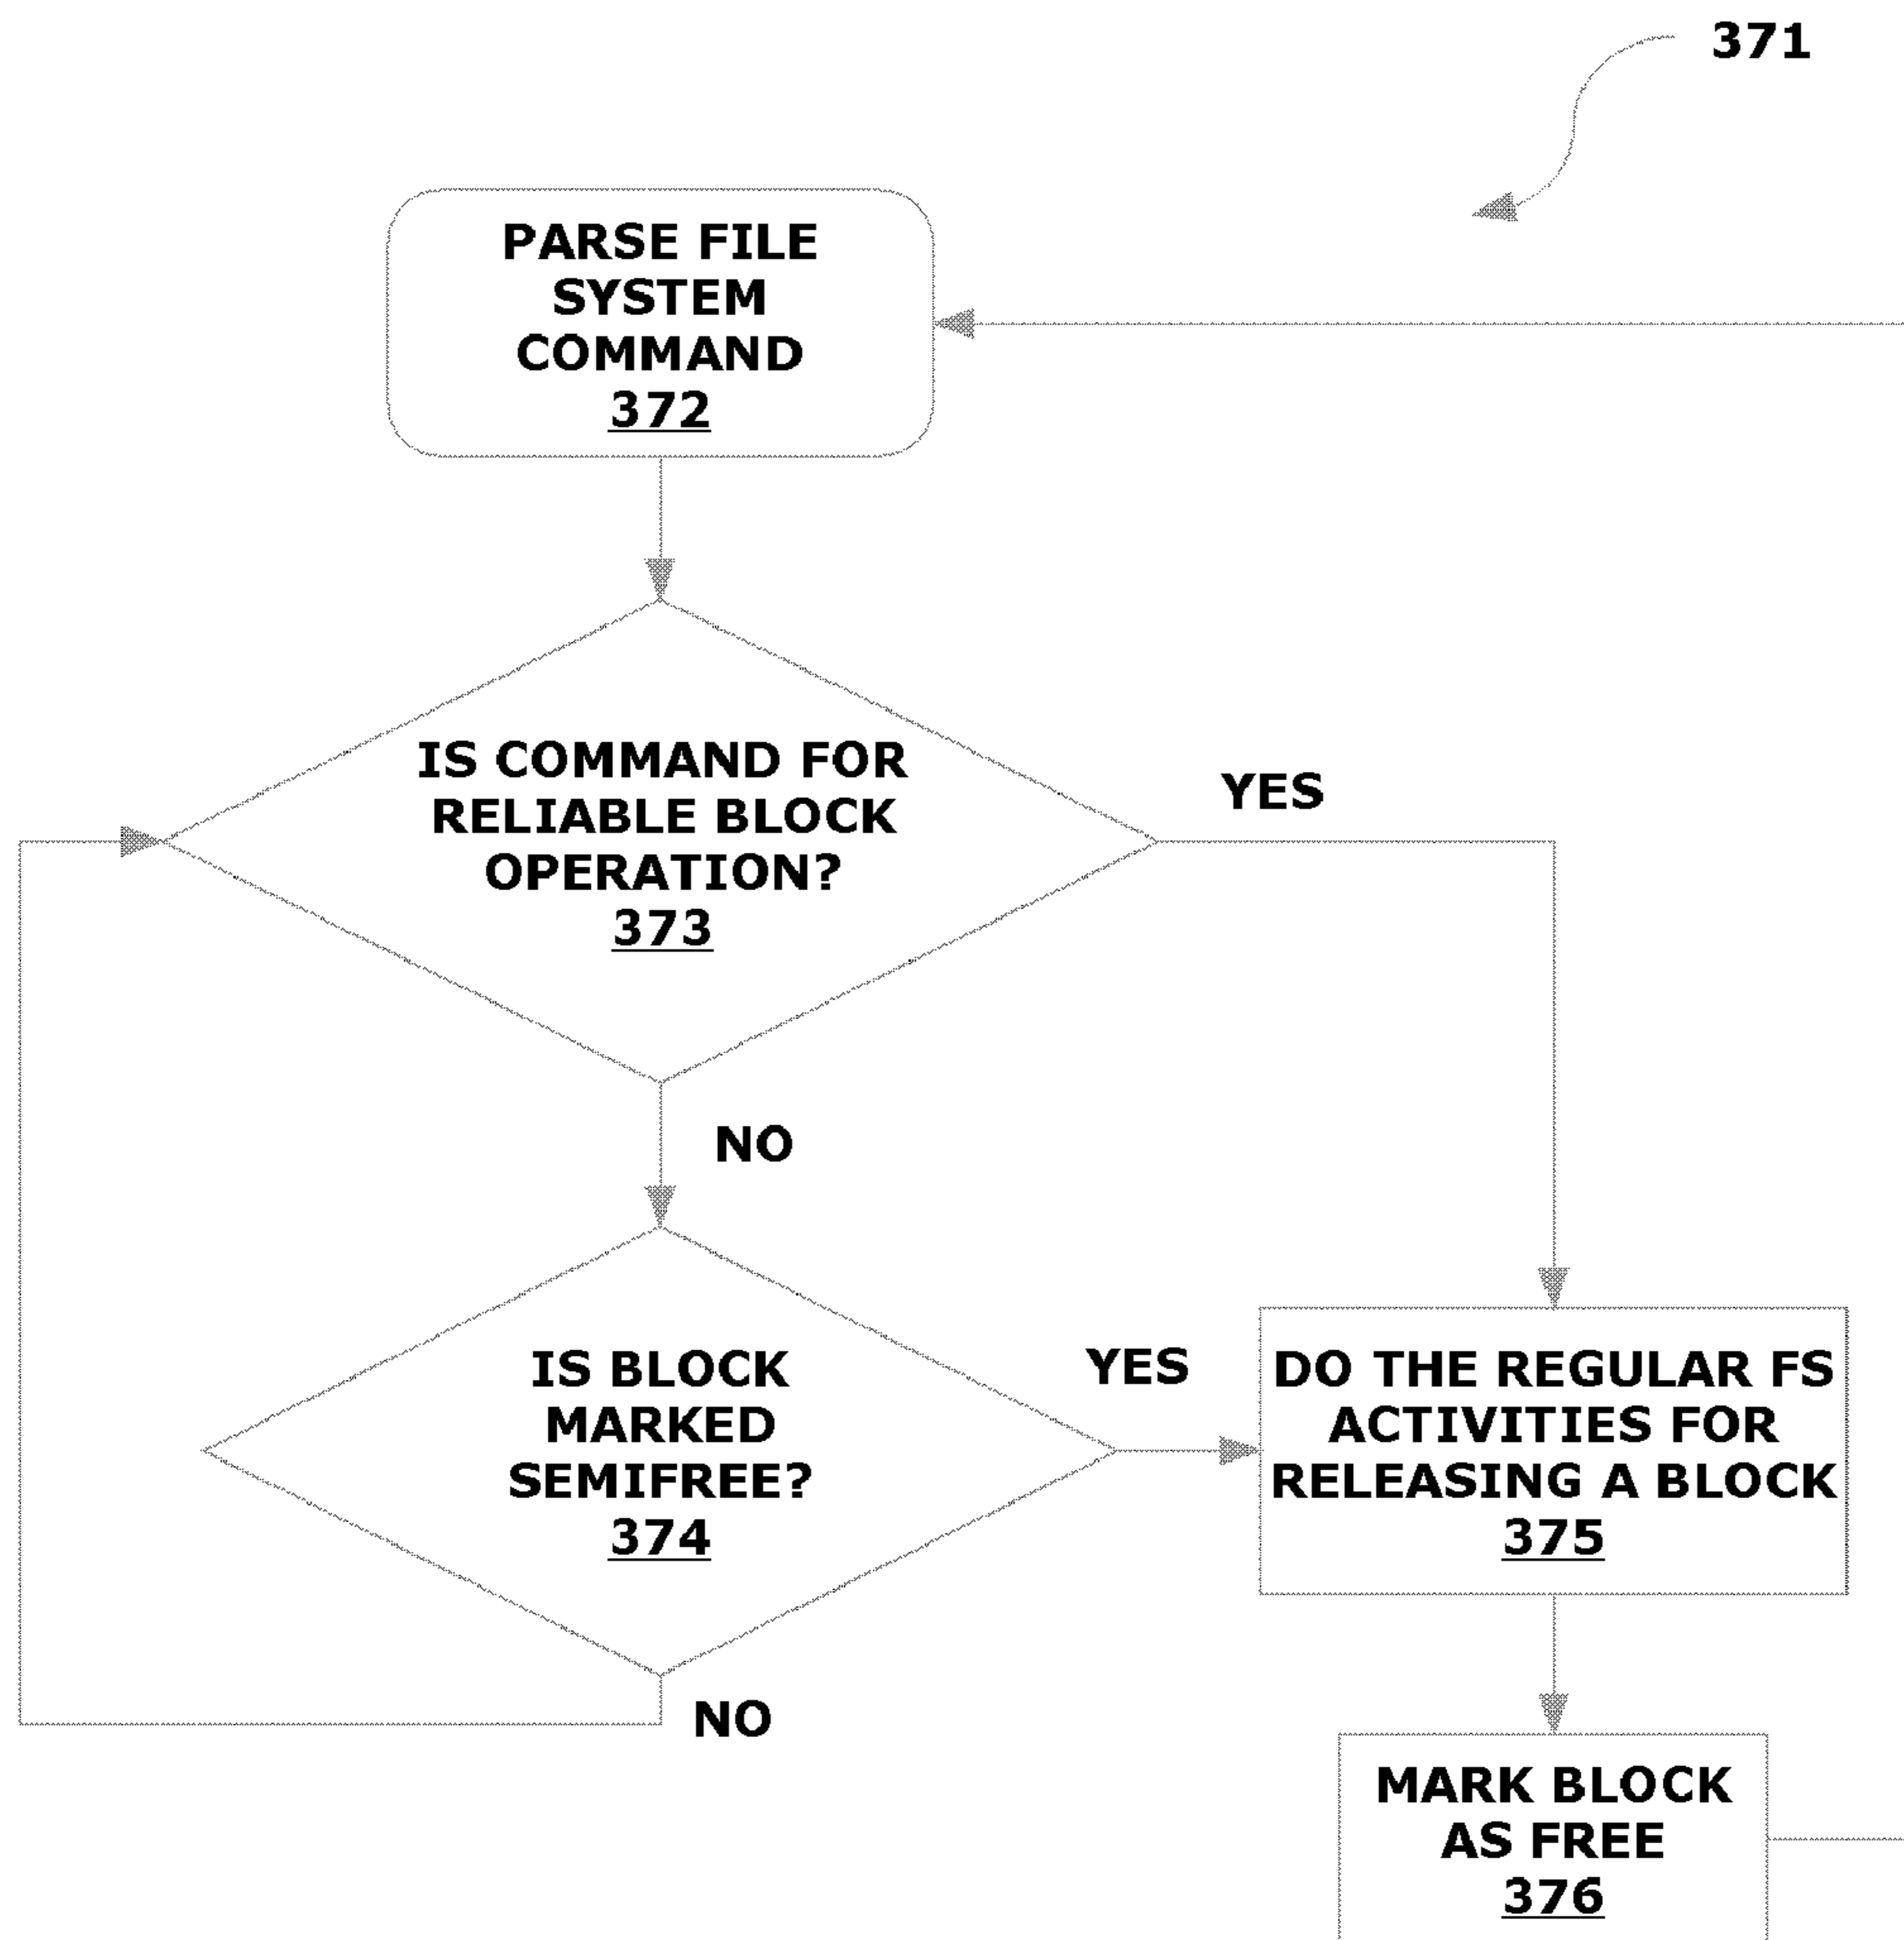 371
PARSE FILE
SYSTEM
COMMAND
372
IS COMMAND FOR
RELIABLE BLOCK
OPERATION?
373
YES
NO
IS BLOCK
MARKED
SEMIFREE?
374
YES
DO THE REGULAR FS
ACTIVITIES FOR
RELEASING A BLOCK
375
NO
MARK BLOCK
AS FREE
376